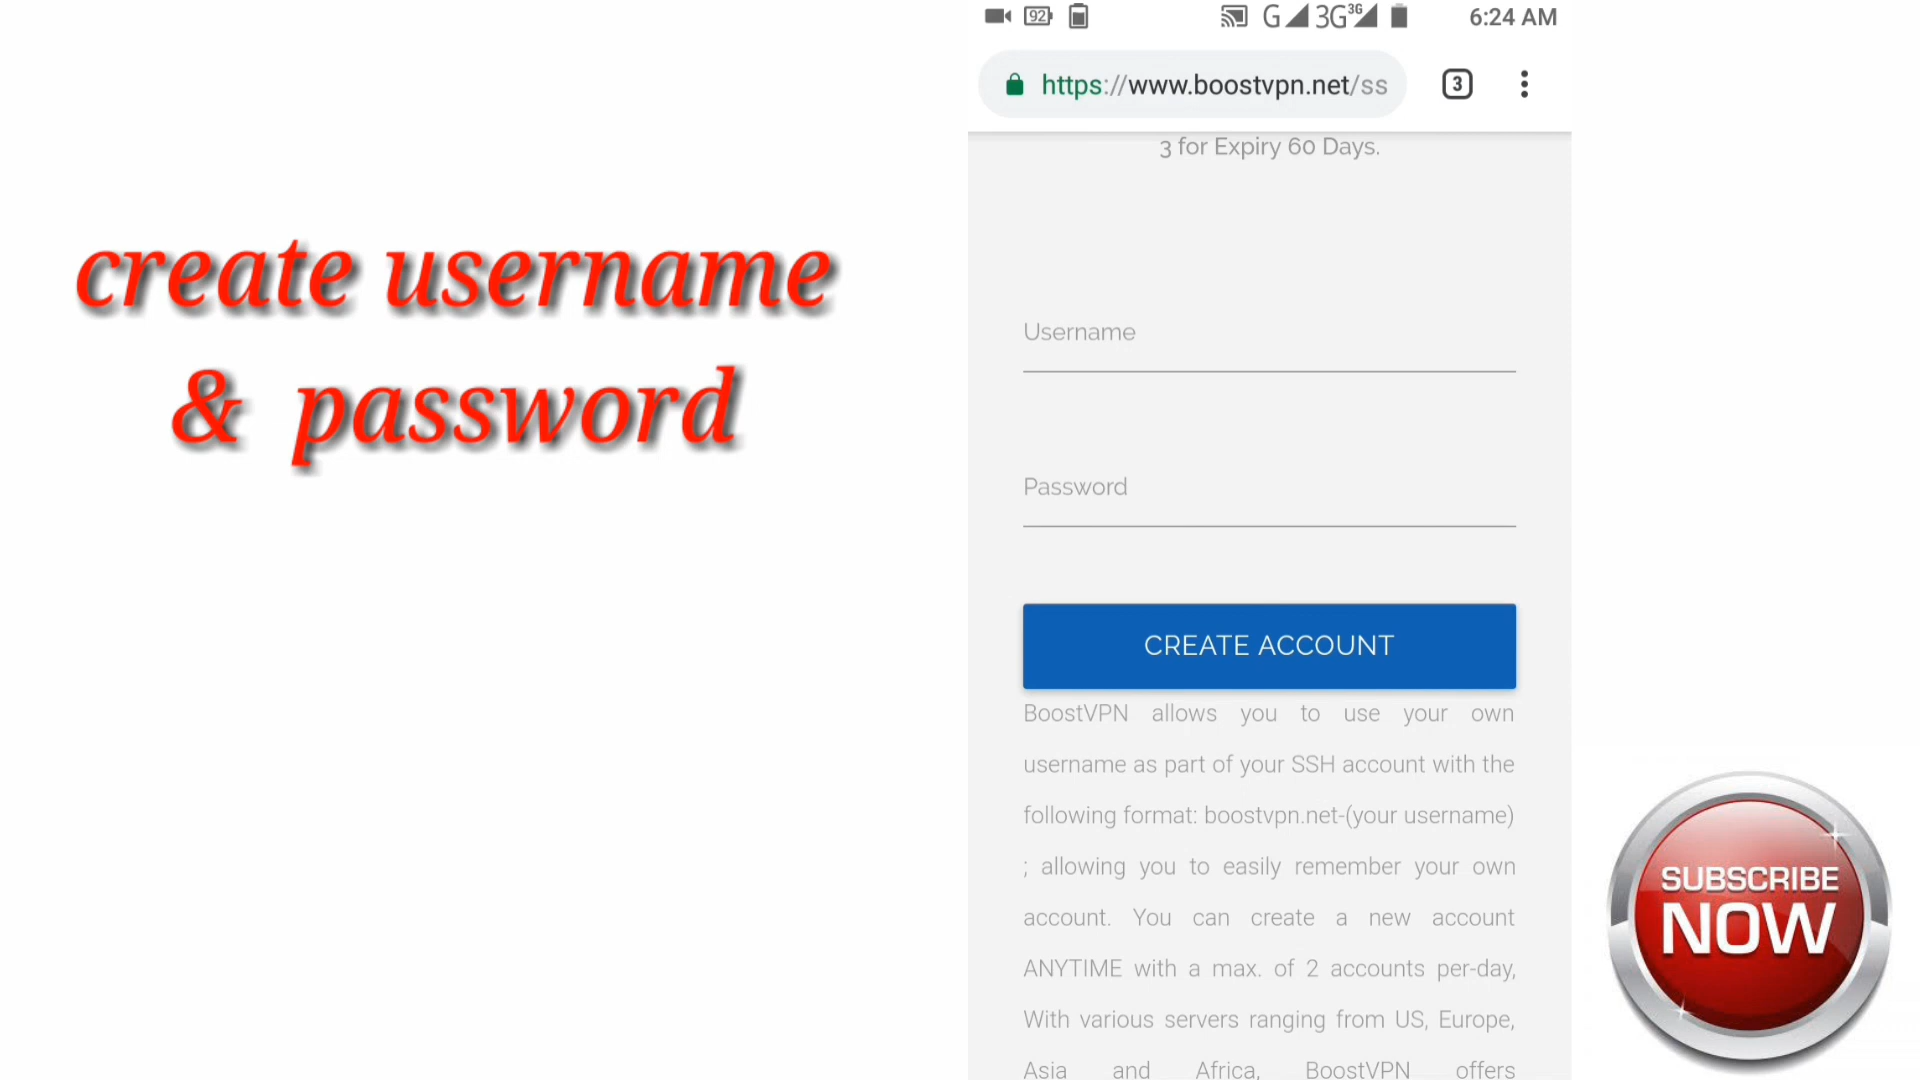 92 G 3G 3G 6:24 AM
https://www.boostvpn.net/ss 3
3 for Expiry 60 Days.
create username
& password
Username
Password
CREATE ACCOUNT
BoostVPN allows you to use your own
username as part of your SSH account with the
following format: boostvpn.net-(your username)
; allowing you to easily remember your own
account. You can create a new account
ANYTIME with a max. of 2 accounts per-day,
With various servers ranging from US, Europe,
Asia and Africa, BoostVPN offers
SUBSCRIBE
NOW